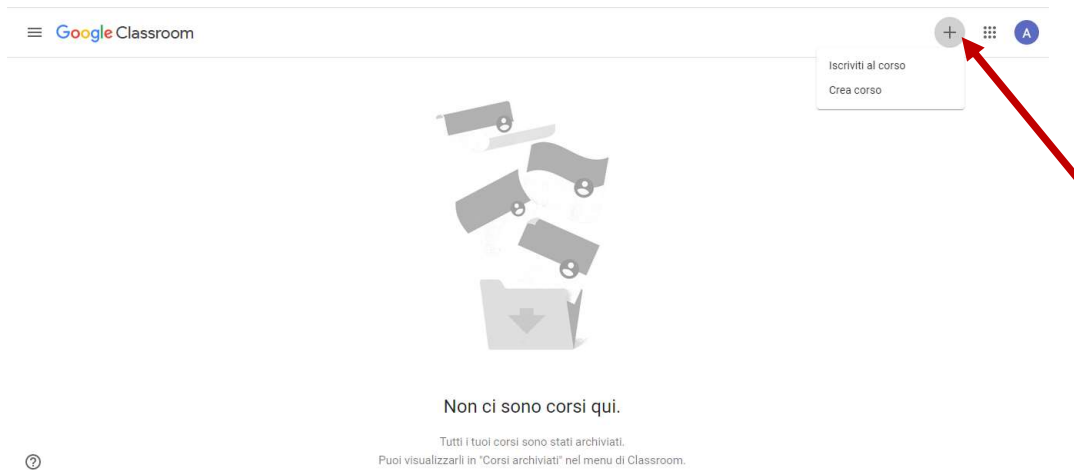 Google Classroom
A
Iscriviti al corso
Crea corso
Non ci sono corsi qui.
Tutti i tuoi corsi sono stati archiviati.
Puoi visualizzarli in "Corsi archiviati" nel menu di Classroom.